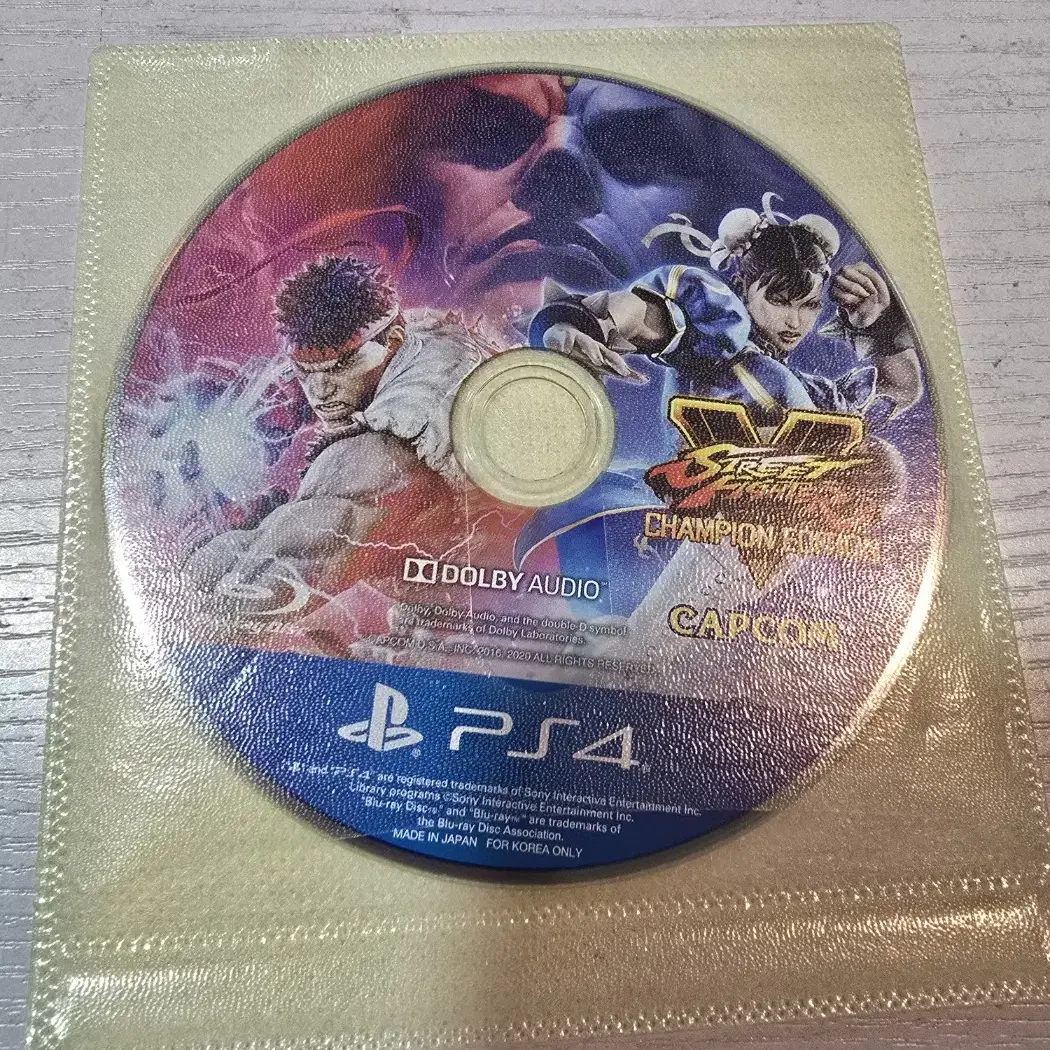 V
STREET
FIGHTER
CHAMPION EDITION
DOLBY AUDIO™
Dolby, Dolby Audio, and the double-D symbol
are trademarks of Dolby Laboratories.
CAPCOM
CAPCOM U.S.A., INC. 2016, 2020 ALL RIGHTS RESERVED.
PS4
and "PS4" are registered trademarks of Sony Interactive Entertainment Inc.
Library programs ©Sony Interactive Entertainment Inc.
"Blu-ray Disc™" and "Blu-ray™" are trademarks of
the Blu-ray Disc Association.
MADE IN JAPAN FOR KOREA ONLY